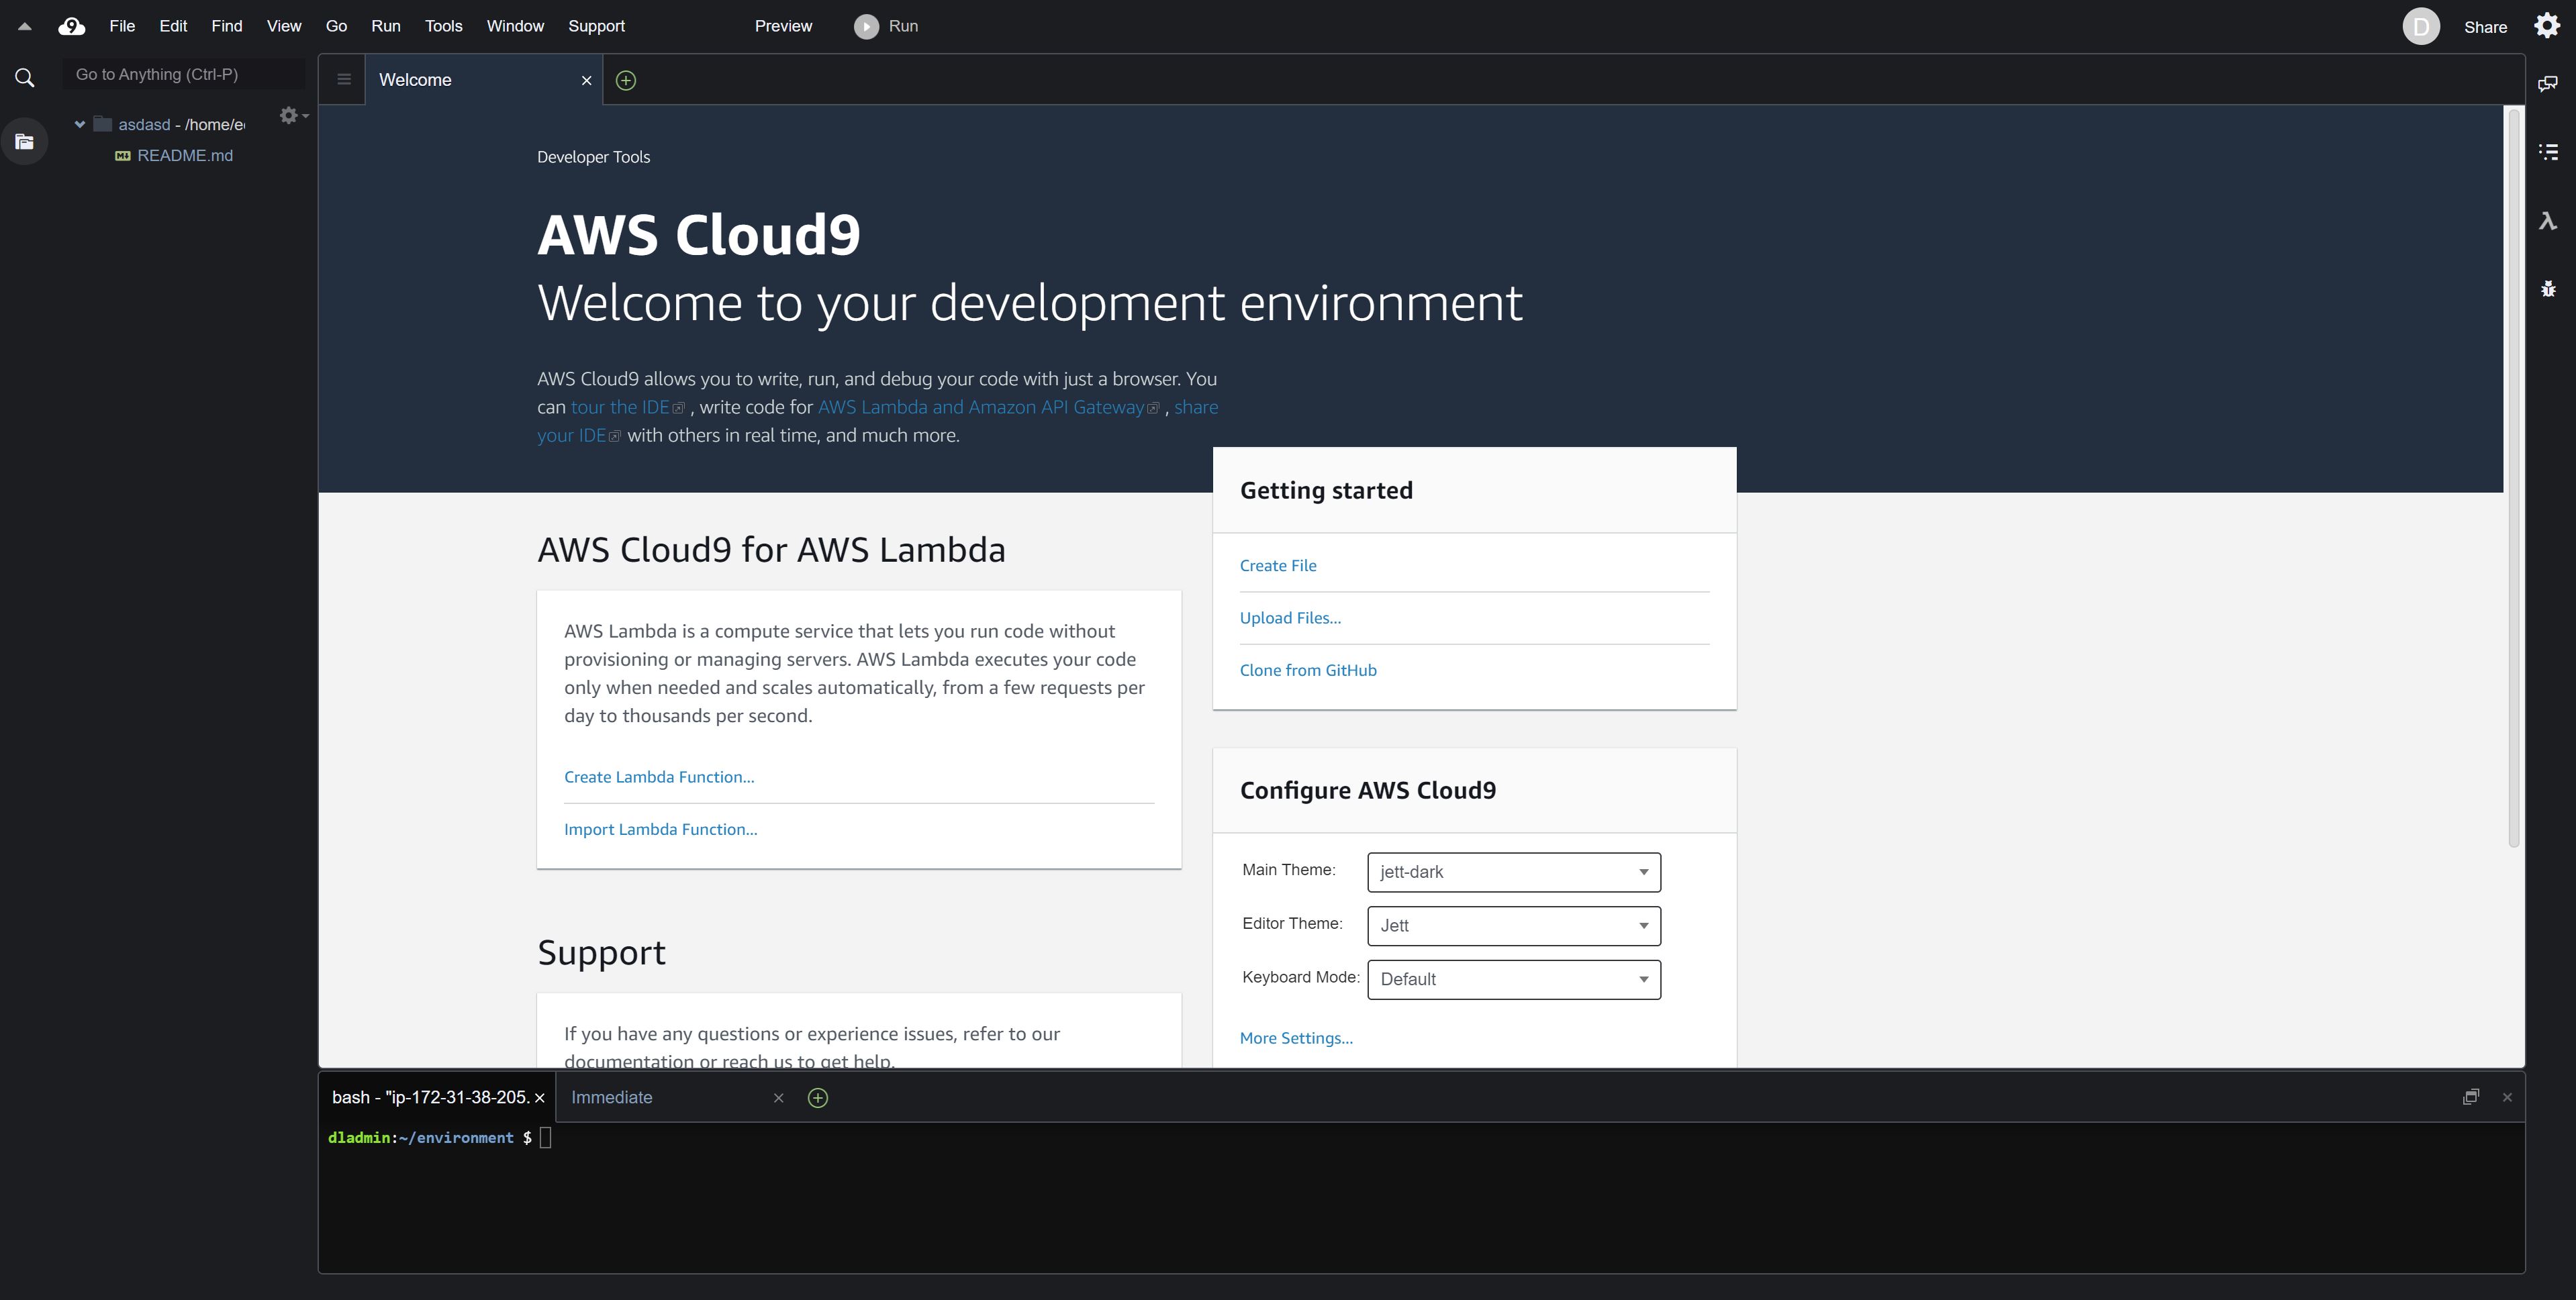 File Edit Find View Go Run Tools Window Support Preview Run D Share
Go to Anything (Ctrl-P)
asdasd - /home/e
README.md
Welcome
Developer Tools
AWS Cloud9
Welcome to your development environment
AWS Cloud9 allows you to write, run, and debug your code with just a browser. You
can tour the IDE , write code for AWS Lambda and Amazon API Gateway , share
your IDE with others in real time, and much more.
AWS Cloud9 for AWS Lambda
AWS Lambda is a compute service that lets you run code without
provisioning or managing servers. AWS Lambda executes your code
only when needed and scales automatically, from a few requests per
day to thousands per second.
Create Lambda Function...
Import Lambda Function...
Support
If you have any questions or experience issues, refer to our
documentation or reach us to get help.
Getting started
Create File
Upload Files...
Clone from GitHub
Configure AWS Cloud9
Main Theme: jett-dark
Editor Theme: Jett
Keyboard Mode: Default
More Settings...
bash - "ip-172-31-38-205. Immediate
dladmin:~/environment $